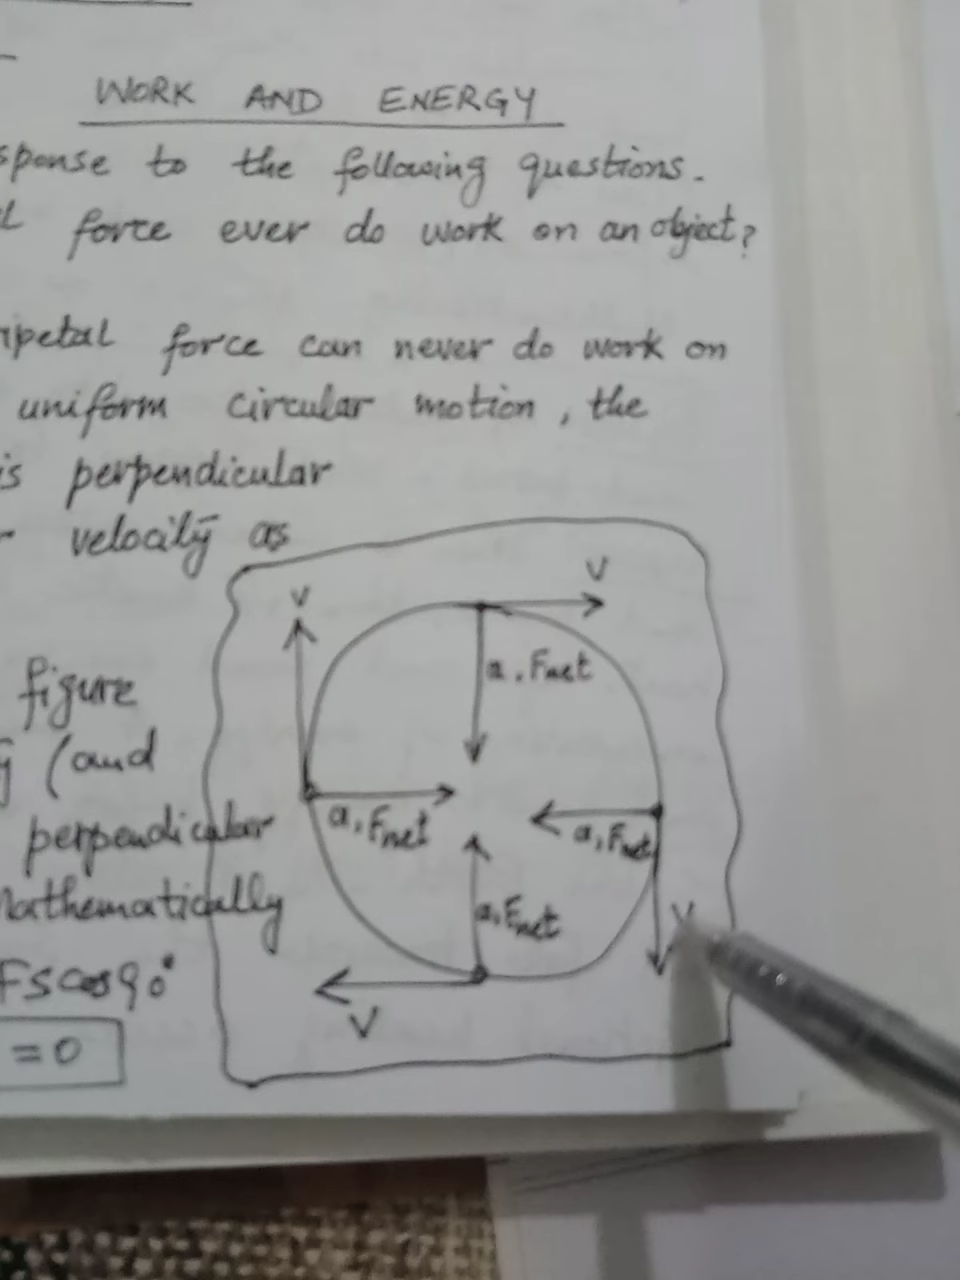 WORK AND ENERGY
sponse to the following questions.
force ever do work on an object?
ripetal force can never do work on
uniform circular motion, the
is perpendicular
velocity as
V
V
a, Fnet
figure
(and
a, Fnet
a, Fnet
perpendicular
Mathematically
a, Fnet
V
FScos90°
V
=0